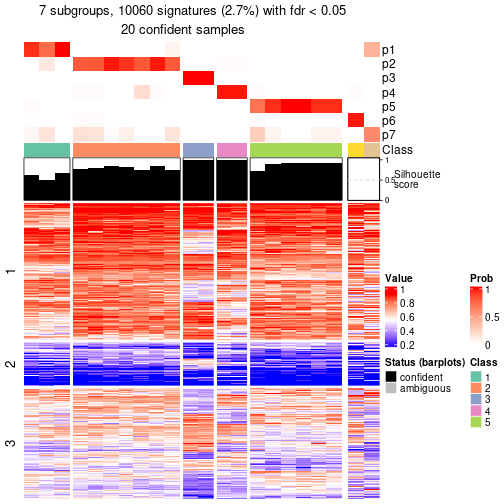 7 subgroups, 10060 signatures (2.7%) with fdr < 0.05
20 confident samples
p1
p2
p3
p4
p5
p6
p7
Class
1
0.5
0
Silhouette
score
1
2
3
Value
1
0.8
0.6
0.4
0.2
Prob
1
0.5
0
Status (barplots)
confident
ambiguous
Class
1
2
3
4
5